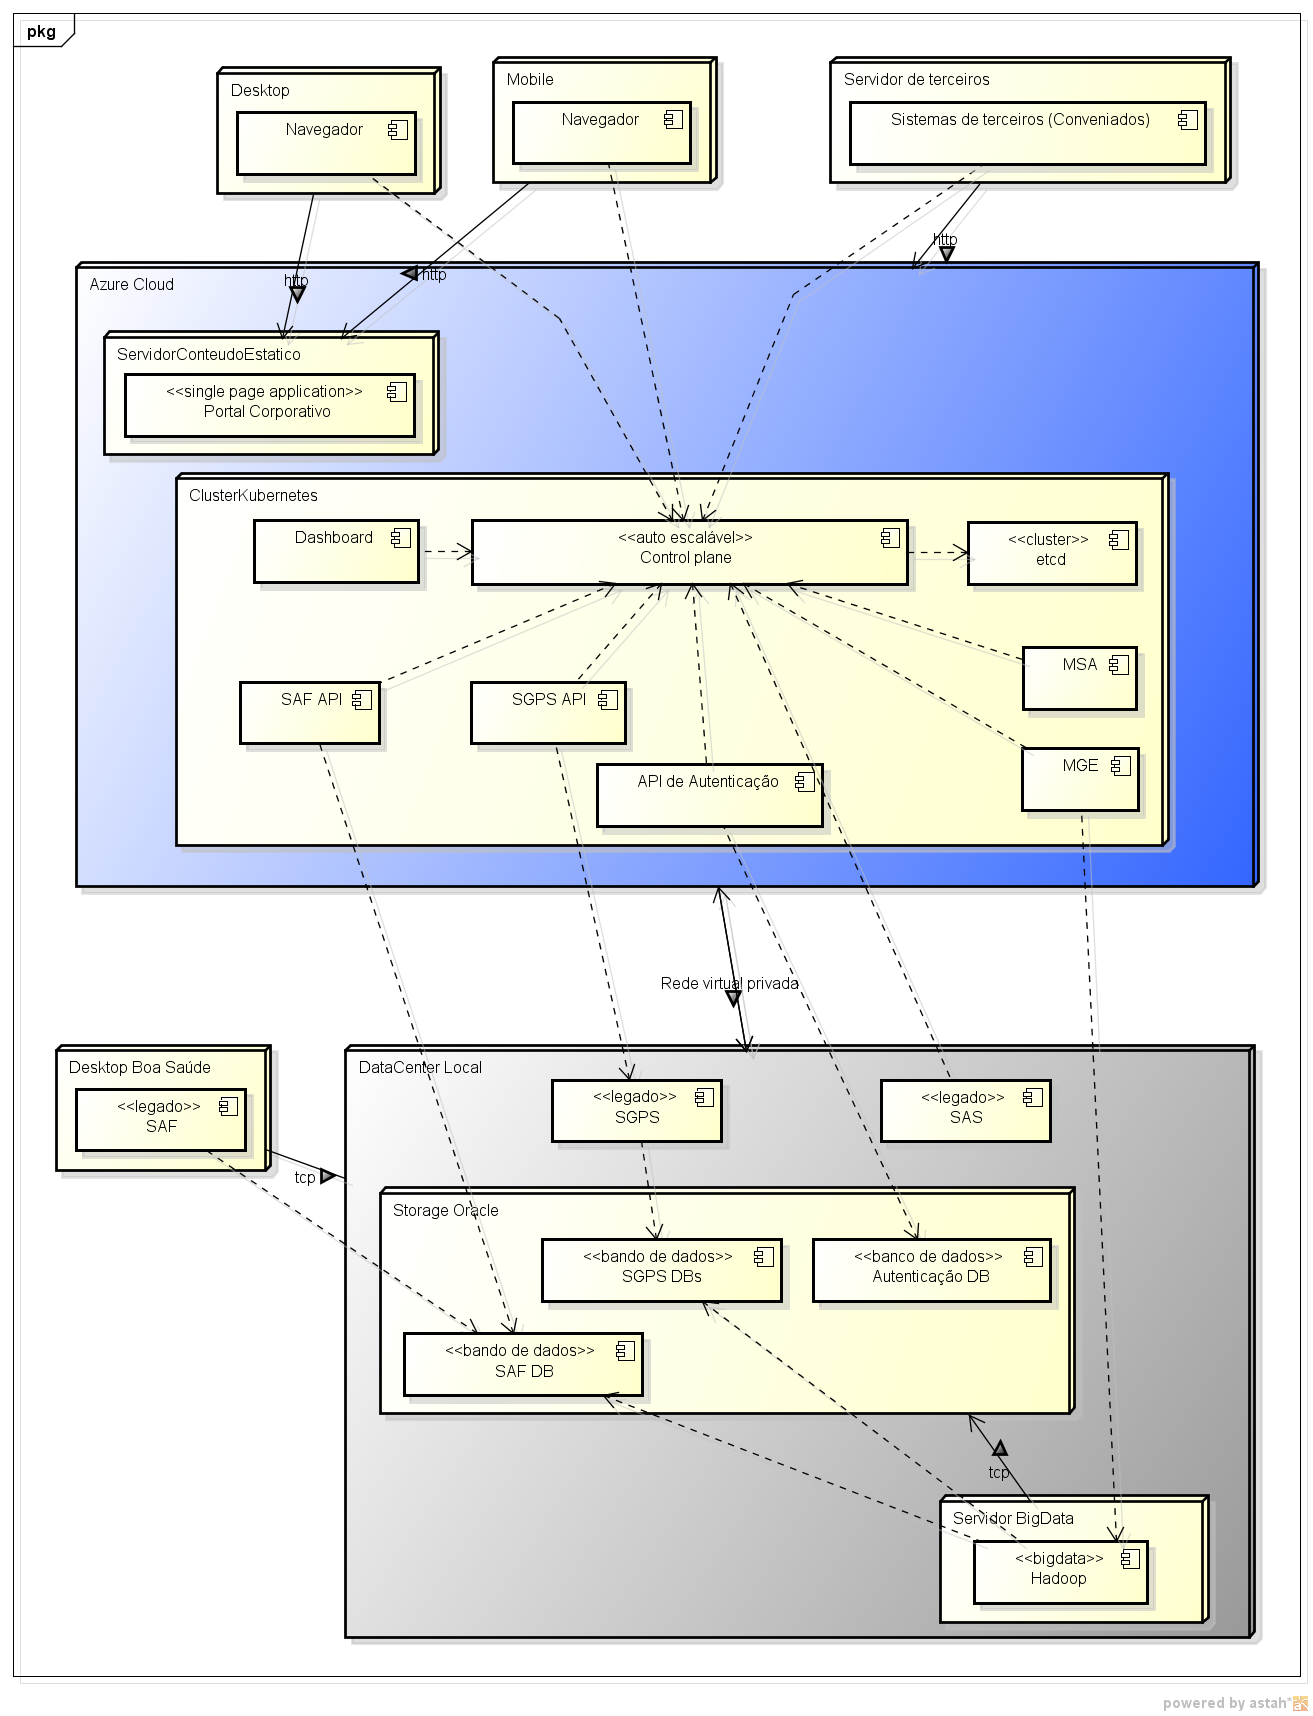 pkg
Desktop
Navegador
Mobile
Navegador
Servidor de terceiros
Sistemas de terceiros (Conveniados)
http
http
http
Azure Cloud
ServidorConteudoEstatico
<<single page application>>
Portal Corporativo
ClusterKubernetes
Dashboard
<<auto escalável>>
Control plane
<<cluster>>
etcd
MSA
SAF API
SGPS API
MGE
API de Autenticação
Rede virtual privada
Desktop Boa Saúde
<<legado>>
SAF
tcp
DataCenter Local
<<legado>>
SGPS
<<legado>>
SAS
Storage Oracle
<<bando de dados>>
SGPS DBs
<<banco de dados>>
Autenticação DB
<<bando de dados>>
SAF DB
tcp
Servidor BigData
<<bigdata>>
Hadoop
powered by astah*